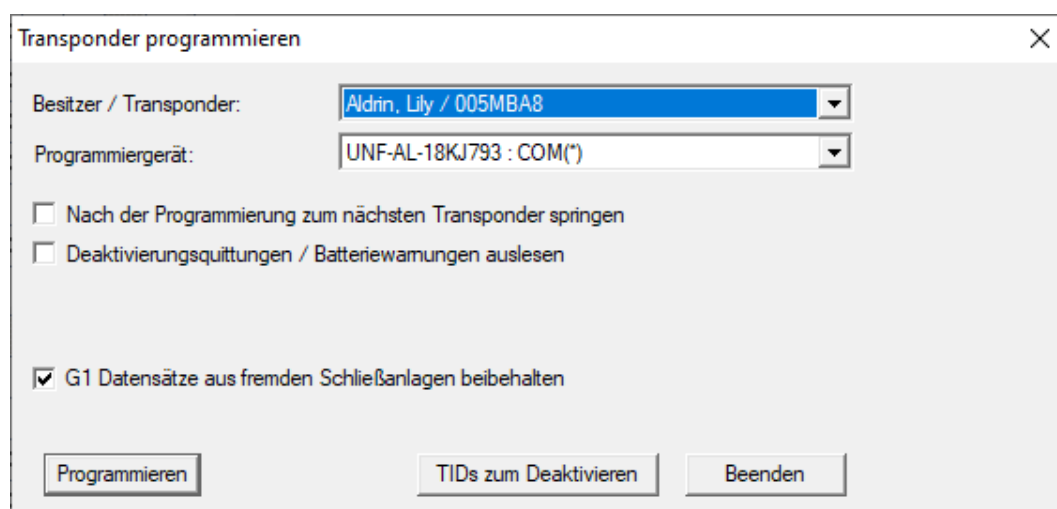 Transponder programmieren
Besitzer / Transponder:
Aldrin, Lily / 005MBA8
Programmiergerät:
UNF-AL-18KJ793 : COM(*)
Nach der Programmierung zum nächsten Transponder springen
Deaktivierungsquittungen / Batteriewarnungen auslesen
G1 Datensätze aus fremden Schließanlagen beibehalten
Programmieren
TIDs zum Deaktivieren
Beenden